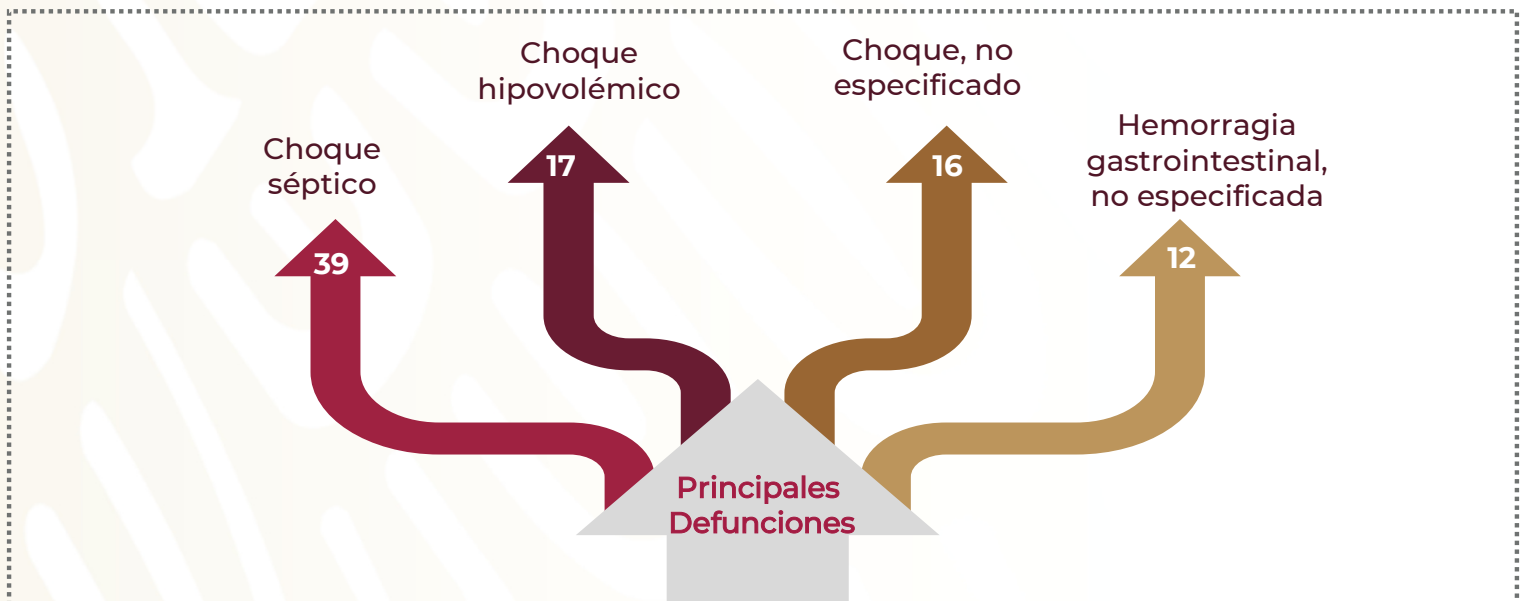 Choque
séptico
39
Choque
hipovolémico
17
Choque, no
especificado
16
Hemorragia
gastrointestinal,
no especificada
12
Principales
Defunciones